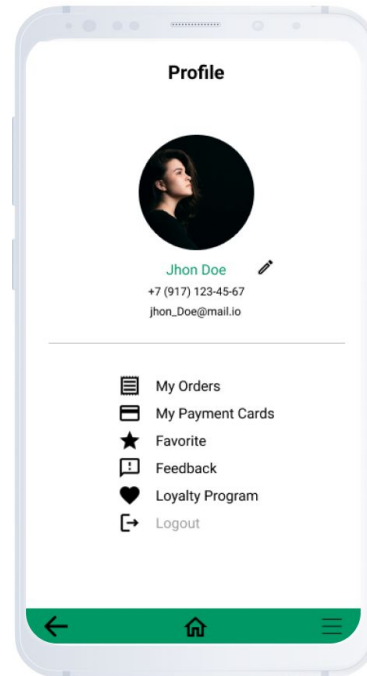 Profile
Jhon Doe
+7 (917) 123-45-67
jhon_Doe@mail.io
My Orders
My Payment Cards
Favorite
Feedback
Loyalty Program
Logout